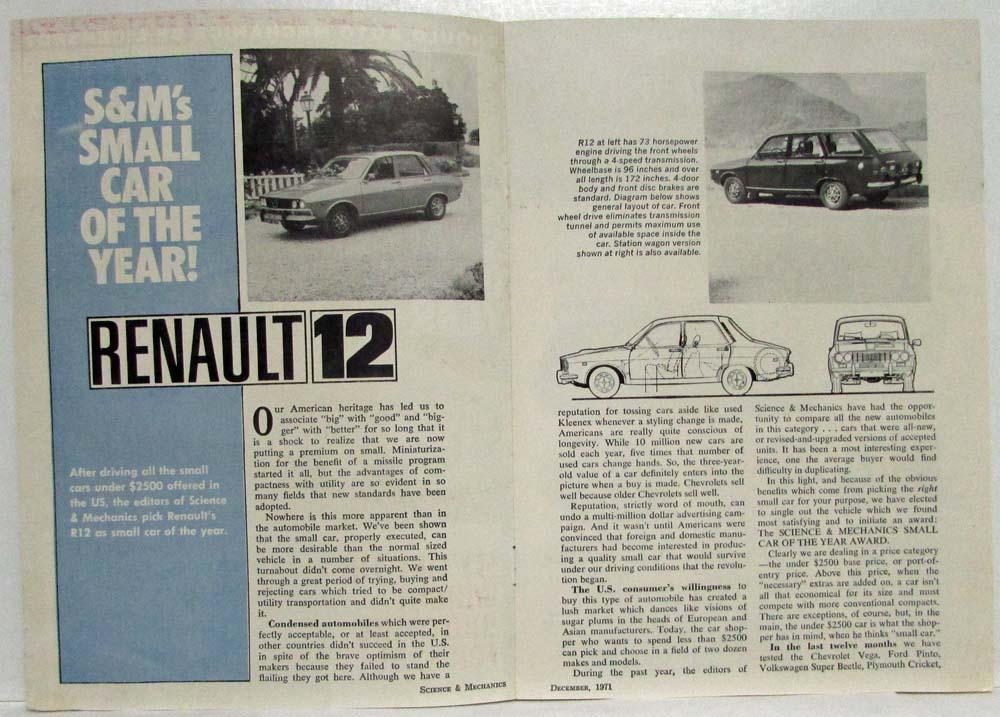 S&M's
SMALL
CAR
OF THE
YEAR!
RENAULT 12
After driving all the small
cars under $2500 offered in
the US, the editors of Science
& Mechanics pick Renault's
R12 as small car of the year.
Our American heritage has led us to
associate "big" with "good" and "big-
ger" with "better" for so long that it
is a shock to realize that we are now
putting a premium on small. Miniaturiza-
tion for the benefit of a missile program
started it all, but the advantages of com-
pactness with utility are so evident in so
many fields that new standards have been
adopted.
Nowhere is this more apparent than in
the automobile market. We've been shown
that the small car, properly executed, can
be more desirable than the normal sized
vehicle in a number of situations. This
turnabout didn't come overnight. We went
through a great period of trying, buying and
rejecting cars which tried to be compact/
utility transportation and didn't quite make
it.
Condensed automobiles which were per-
fectly acceptable, or at least accepted, in
other countries didn't succeed in the U.S.
in spite of the brave optimism of their
makers because they failed to stand the
flailing they got here. Although we have a
SCIENCE & MECHANICS
R12 at left has 73 horsepower
engine driving the front wheels
through a 4-speed transmission.
Wheelbase is 96 inches and over
all length is 172 inches. 4-door
body and front disc brakes are
standard. Diagram below shows
general layout of car. Front
wheel drive eliminates transmission
tunnel and permits maximum use
of available space inside the
car. Station wagon version
shown at right is also available.
reputation for tossing cars aside like used
Kleenex whenever a styling change is made,
Americans are really quite conscious of
longevity. While 10 million new cars are
sold each year, five times that number of
used cars change hands. So, the three-year-
old value of a car definitely enters into the
picture when a buy is made. Chevrolets sell
well because older Chevrolets sell well.
Reputation, strictly word of mouth, can
undo a multi-million dollar advertising cam-
paign. And it wasn't until Americans were
convinced that foreign and domestic manu-
facturers had become interested in produc-
ing a quality small car that would survive
under our driving conditions that the revolu-
tion began.
The U.S. consumer's willingness to
buy this type of automobile has created a
lush market which dances like visions of
sugar plums in the heads of European and
Asian manufacturers. Today, the car shop-
per who wants to spend less than $2500
can pick and choose in a field of two dozen
makes and models.
During the past year, the editors of
DECEMBER, 1971
Science & Mechanics have had the oppor-
tunity to compare all the new automobiles
in this category . . . cars that were all-new,
or revised-and-upgraded versions of accepted
units. It has been a most interesting exper-
ience, one the average buyer would find
difficulty in duplicating.
In this light, and because of the obvious
benefits which come from picking the right
small car for your purpose, we have elected
to single out the vehicle which we found
most satisfying and to initiate an award:
The SCIENCE & MECHANICS SMALL
CAR OF THE YEAR AWARD.
Clearly we are dealing in a price category
—the under $2500 base price, or port-of-
entry price. Above this price, when the
"necessary" extras are added on, a car isn't
all that economical for its size and must
compete with more conventional compacts.
There are exceptions, of course, but, in the
main, the under $2500 car is what the shop-
per has in mind, when he thinks "small car."
In the last twelve months we have
tested the Chevrolet Vega, Ford Pinto,
Volkswagen Super Beetle, Plymouth Cricket,